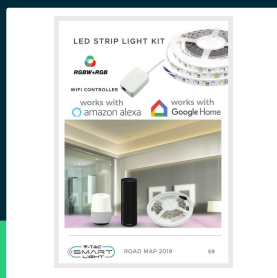 LED STRIP LIGHT KIT
RGBW+RGB
WIFI CONTROLLER
works with
amazon alexa
works with
Google Home
V-TAC
SMART
LIGHT
ROAD MAP 2019
59